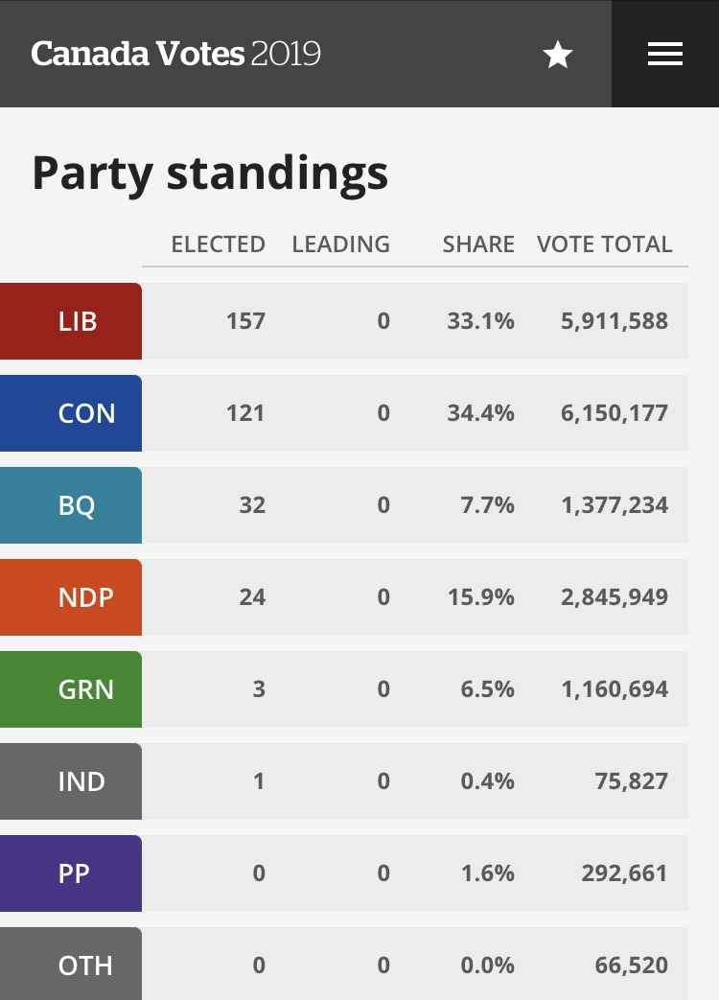 Canada Votes 2019
Party standings
ELECTED LEADING SHARE VOTE TOTAL
LIB 157 0 33.1% 5,911,588
CON 121 0 34.4% 6,150,177
BQ 32 0 7.7% 1,377,234
NDP 24 0 15.9% 2,845,949
GRN 3 0 6.5% 1,160,694
IND 1 0 0.4% 75,827
PP 0 0 1.6% 292,661
OTH 0 0 0.0% 66,520